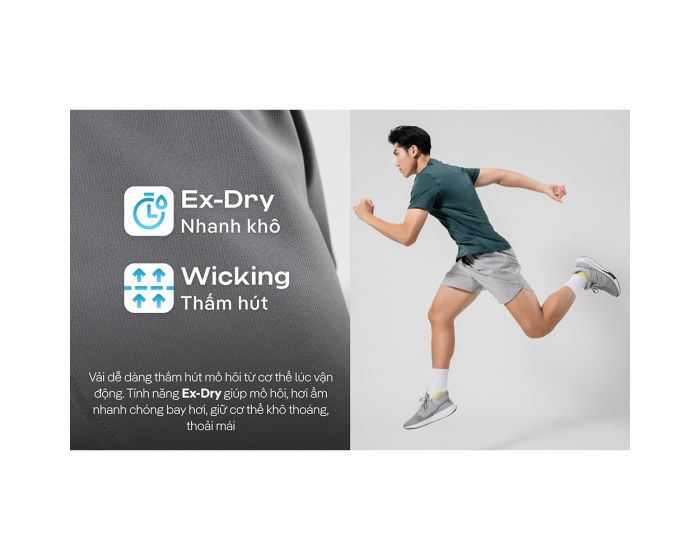 Ex-Dry
Nhanh khô
Wicking
Thấm hút
Vải dễ dàng thấm hút mồ hôi từ cơ thể lúc vận
động. Tính năng Ex-Dry giúp mồ hôi, hơi ẩm
nhanh chóng bay hơi, giữ cơ thể khô thoáng,
thoải mái